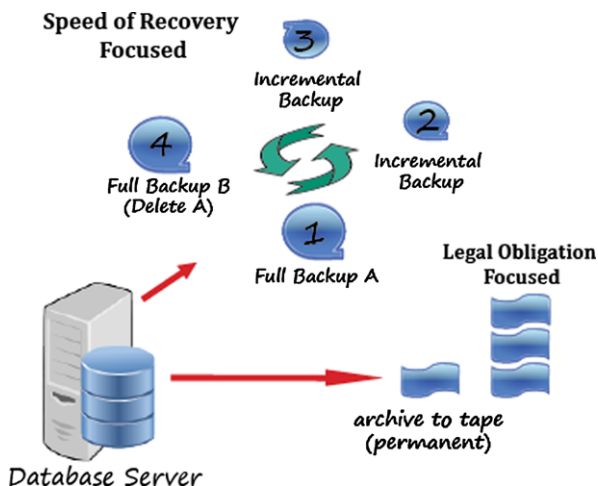 Speed of Recovery
Focused
3
Incremental
Backup
2
Incremental
Backup
4
Full Backup B
(Delete A)
1
Full Backup A
Legal Obligation
Focused
archive to tape
(permanent)
Database Server